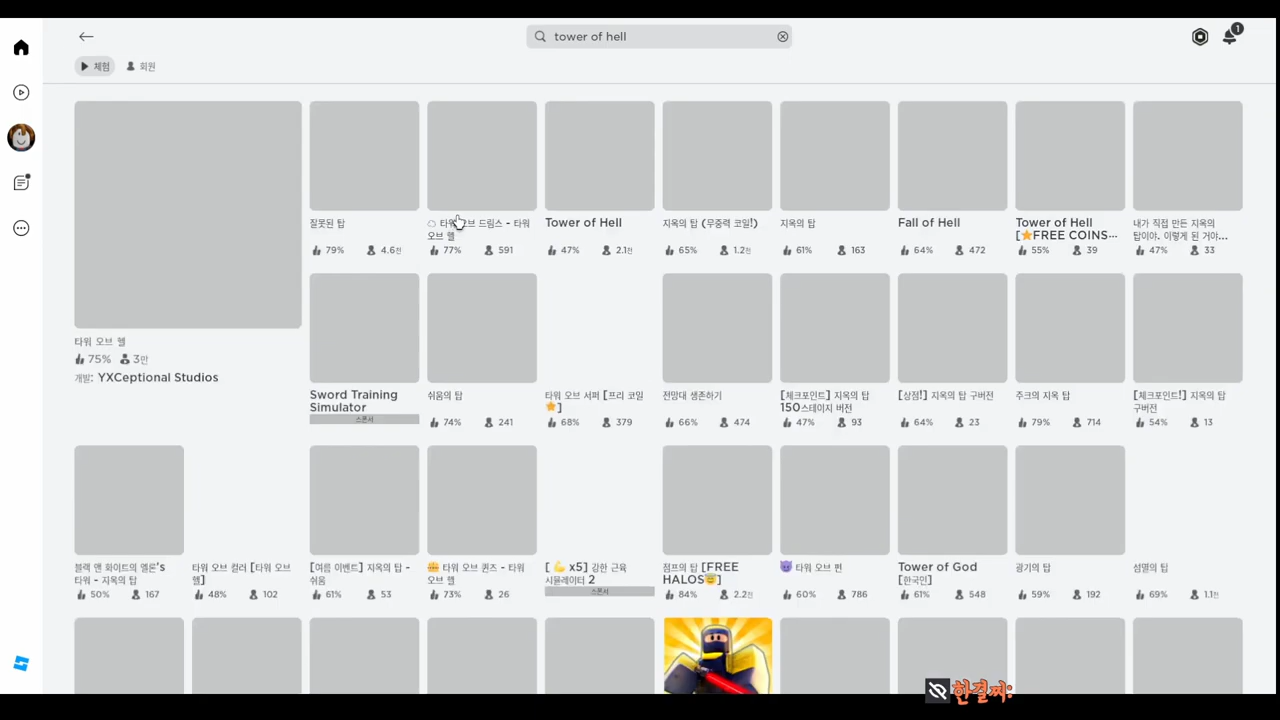 tower of hell
1
체험
회원
잘못된 탑
79% 4.6천
타워 오브 드림스 - 타워
오브 헬
77% 591
Tower of Hell
47% 2.1천
지옥의 탑 (무중력 코일!)
65% 1.2천
지옥의 탑
61% 163
Fall of Hell
64% 472
Tower of Hell
[⭐FREE COINS...
55% 39
내가 직접 만든 지옥의
탑이야. 이렇게 된 거야...
47% 33
타워 오브 헬
75% 3만
개발: YXCeptional Studios
Sword Training
Simulator
스폰서
쉬움의 탑
74% 241
타워 오브 서퍼 [프리 코일
⭐]
68% 379
전망대 생존하기
66% 474
[체크포인트] 지옥의 탑
150스테이지 버전
47% 93
[상점!] 지옥의 탑 구버전
64% 23
주크의 지옥 탑
79% 714
[체크포인트!] 지옥의 탑
구버전
54% 13
블랙 앤 화이트의 엘론's
타워 - 지옥의 탑
50% 167
타워 오브 컬러 [타워 오브
헬]
48% 102
[여름 이벤트] 지옥의 탑 -
쉬움
61% 53
타워 오브 퀸즈 - 타워
오브 헬
73% 26
[💪 x5] 강한 근육
시뮬레이터 2
스폰서
점프의 탑 [FREE
HALOS😇]
84% 2.2천
😈 타워 오브 펀
60% 786
Tower of God
[한국인]
61% 548
광기의 탑
59% 192
섬멸의 탑
69% 1.1천
한결찌: